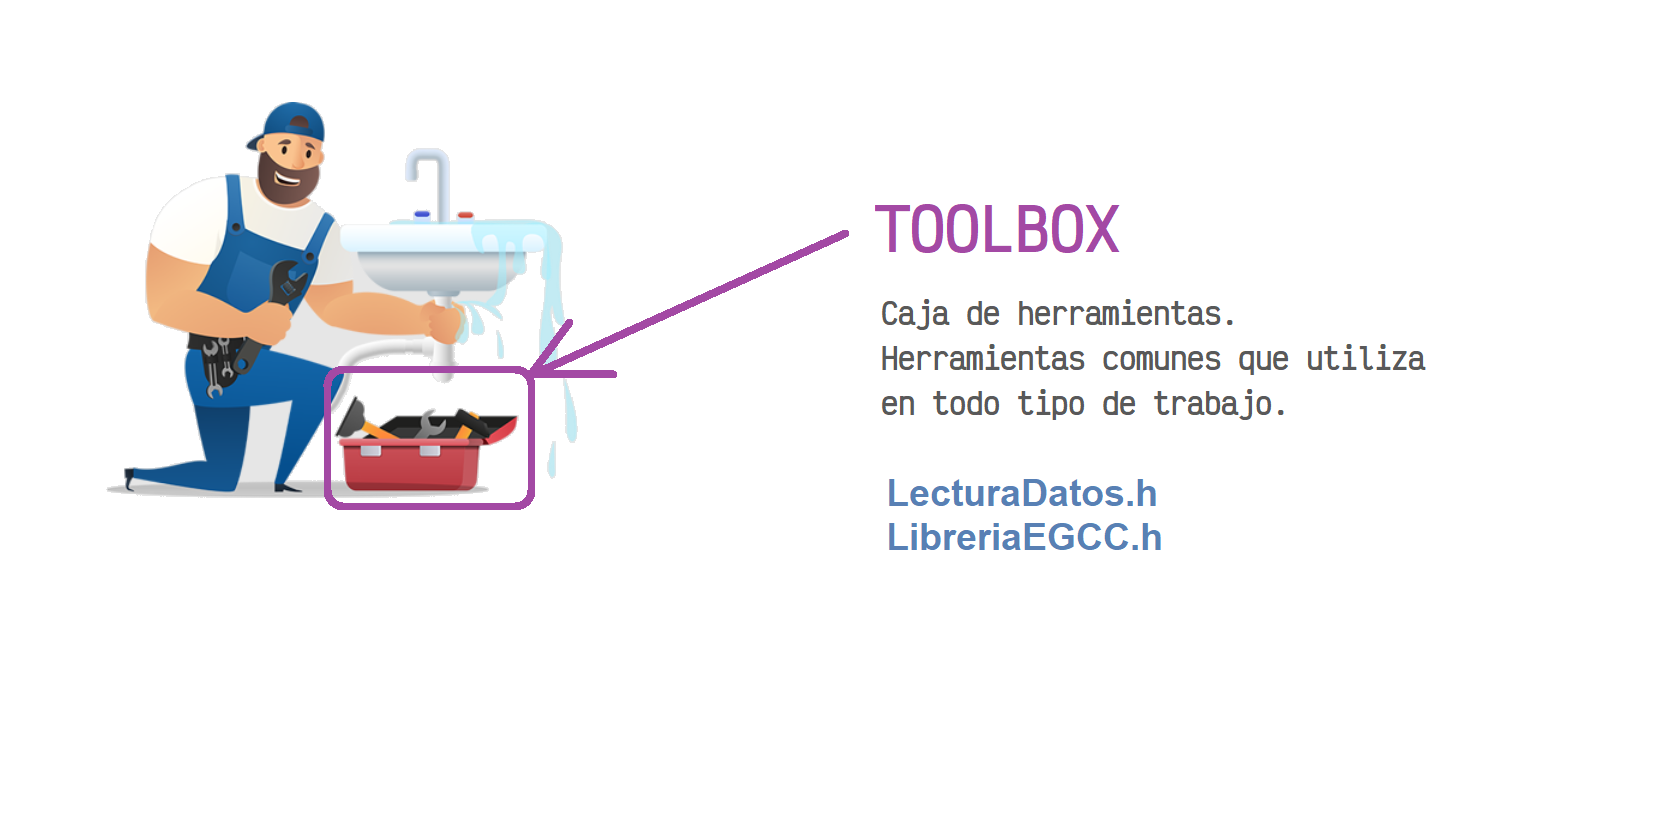 TOOLBOX
Caja de herramientas.
Herramientas comunes que utiliza
en todo tipo de trabajo.
LecturaDatos.h
LibreriaEGCC.h